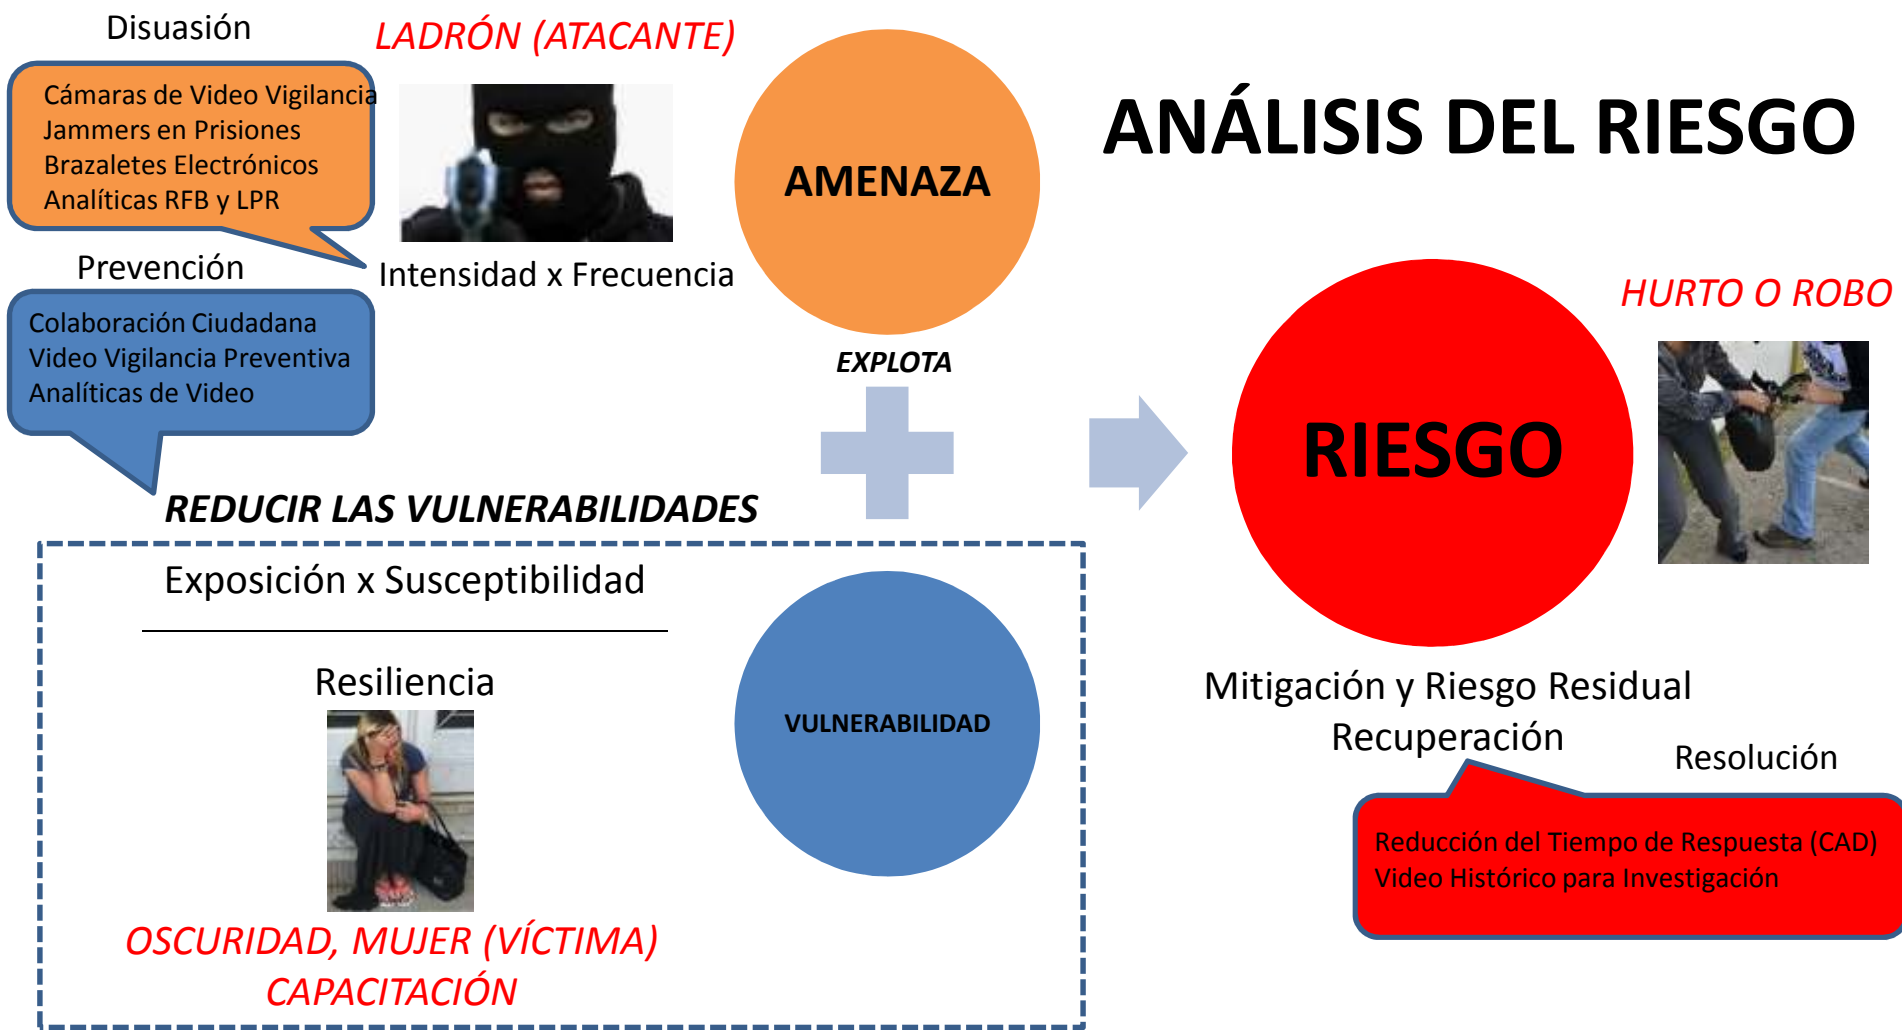 Disuasión
LADRÓN (ATACANTE)
Cámaras de Video Vigilancia
Jammers en Prisiones
Brazaletes Electrónicos
Analíticas RFB y LPR
AMENAZA
ANÁLISIS DEL RIESGO
Prevención
Intensidad x Frecuencia
Colaboración Ciudadana
Video Vigilancia Preventiva
Analíticas de Video
EXPLOTA
HURTO O ROBO
RIESGO
REDUCIR LAS VULNERABILIDADES
Exposición x Susceptibilidad
Resiliencia
VULNERABILIDAD
OSCURIDAD, MUJER (VÍCTIMA)
CAPACITACIÓN
Mitigación y Riesgo Residual
Recuperación
Resolución
Reducción del Tiempo de Respuesta (CAD)
Video Histórico para Investigación